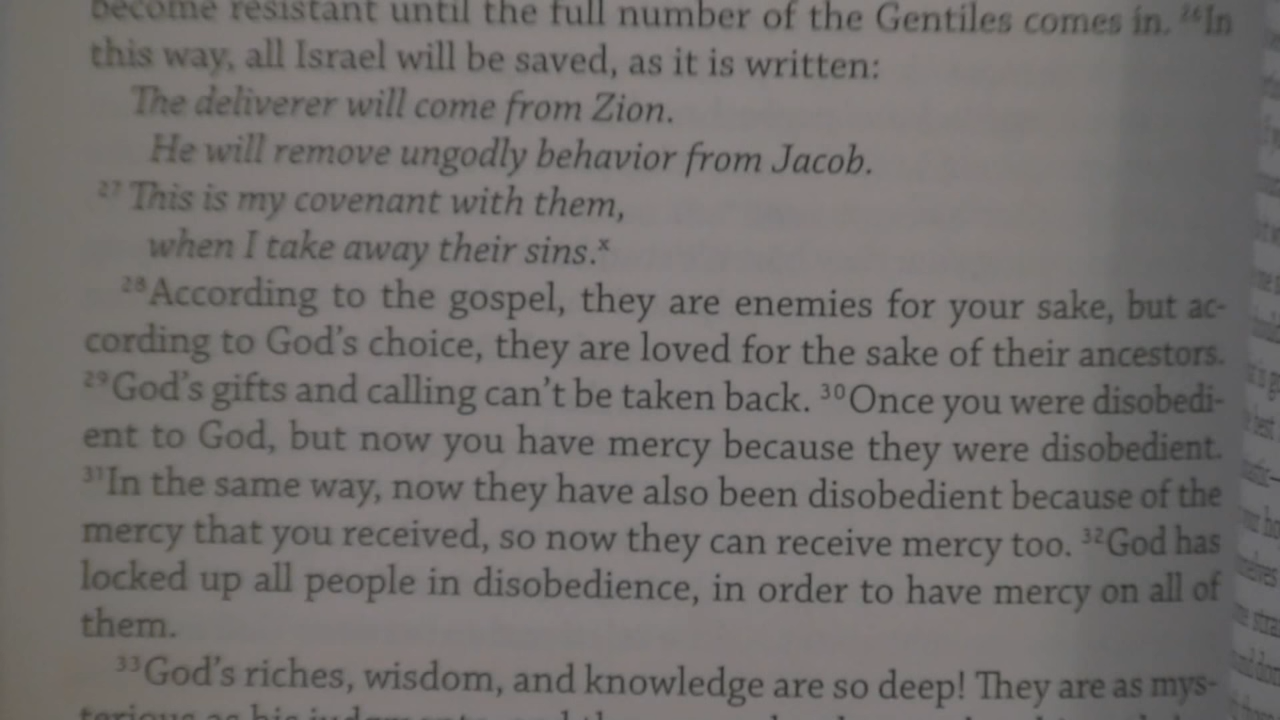 become resistant until the full number of the Gentiles comes in. ²⁶In
this way, all Israel will be saved, as it is written:
The deliverer will come from Zion.
He will remove ungodly behavior from Jacob.
²⁷ This is my covenant with them,
when I take away their sins.ˣ
²⁸According to the gospel, they are enemies for your sake, but ac-
cording to God's choice, they are loved for the sake of their ancestors.
²⁹God's gifts and calling can't be taken back. ³⁰Once you were disobedi-
ent to God, but now you have mercy because they were disobedient.
³¹In the same way, now they have also been disobedient because of the
mercy that you received, so now they can receive mercy too. ³²God has
locked up all people in disobedience, in order to have mercy on all of
them.
³³God's riches, wisdom, and knowledge are so deep! They are as mys-